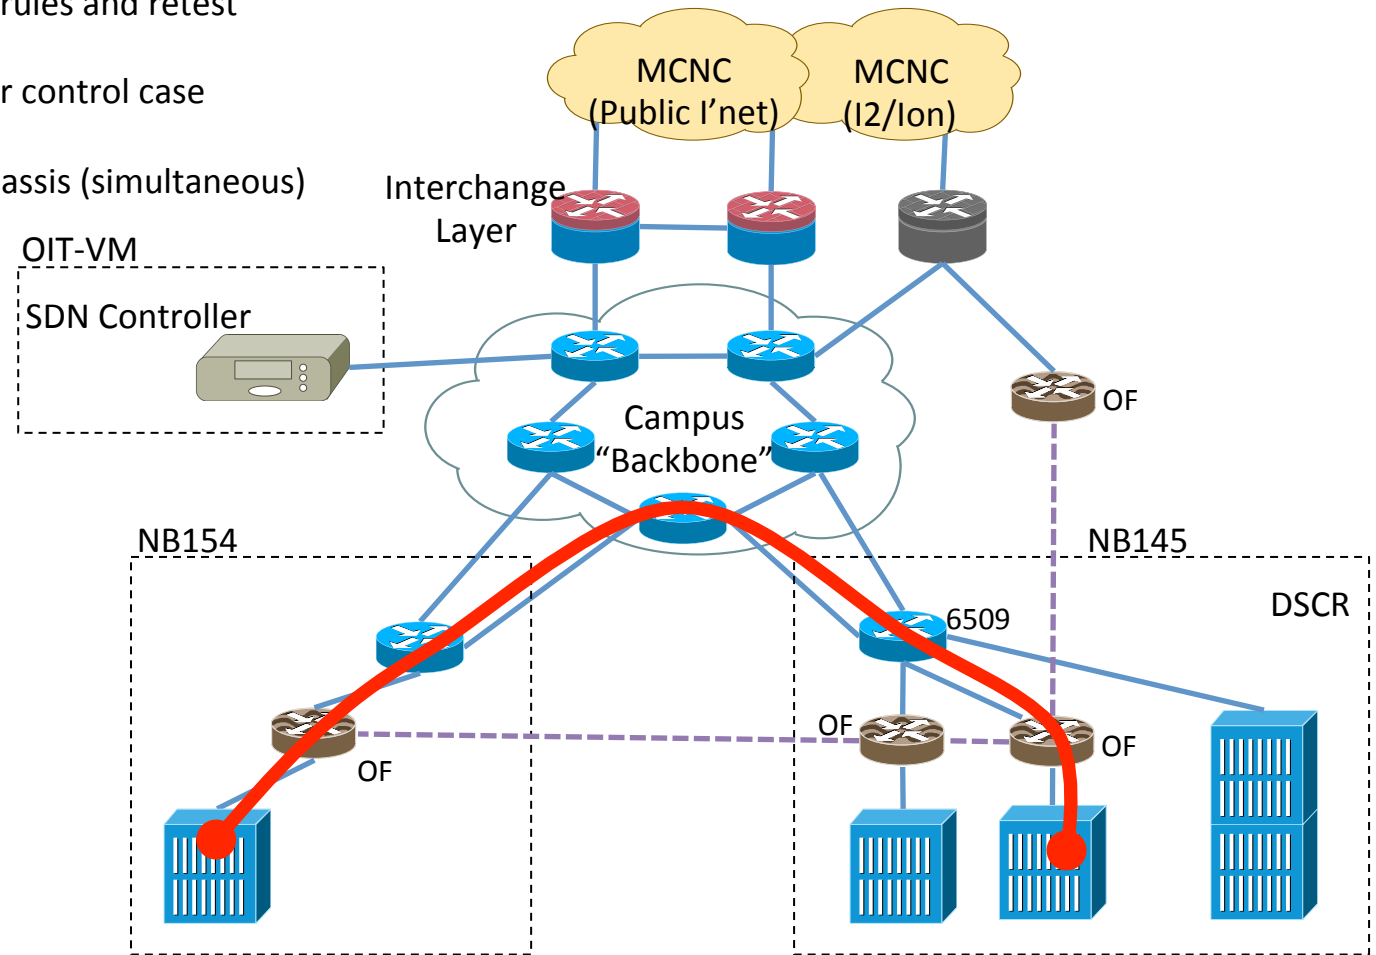 rules and retest
r control case
assis (simultaneous)
MCNC
(Public I’net)
MCNC
(I2/Ion)
Interchange
Layer
OIT-VM
SDN Controller
OF
Campus
“Backbone”
NB154
NB145
DSCR
6509
OF
OF
OF